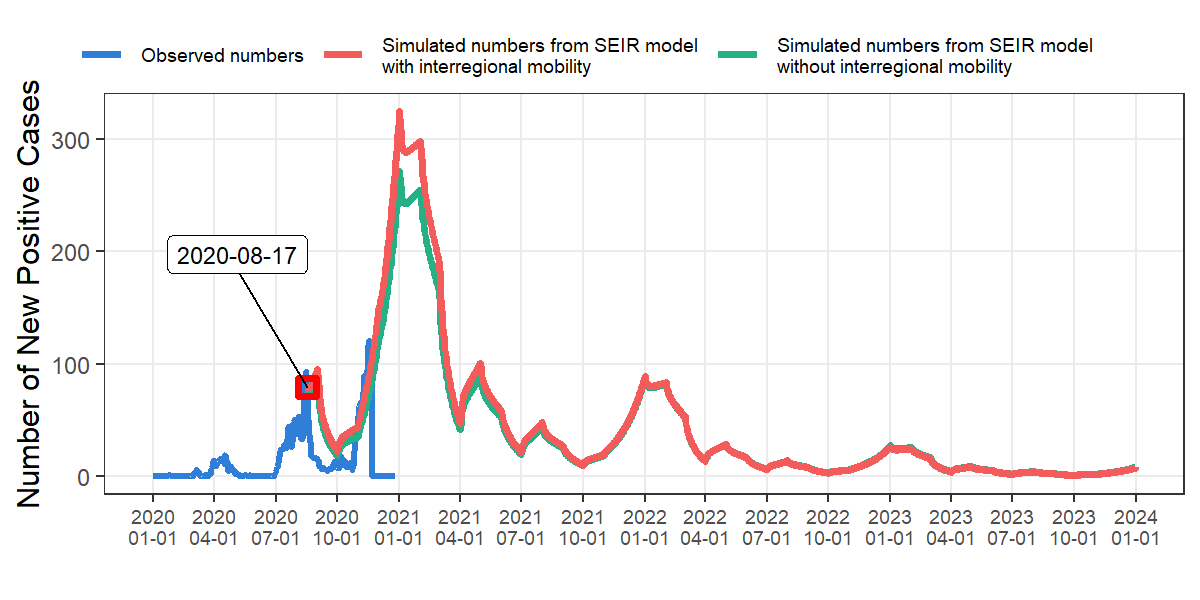 Observed numbers
Simulated numbers from SEIR model
with interregional mobility
Simulated numbers from SEIR model
without interregional mobility
Number of New Positive Cases
300
200
100
0
2020-08-17
2020 2020 2020 2020 2021 2021 2021 2021 2022 2022 2022 2022 2023 2023 2023 2023 2024
01-01 04-01 07-01 10-01 01-01 04-01 07-01 10-01 01-01 04-01 07-01 10-01 01-01 04-01 07-01 10-01 01-01